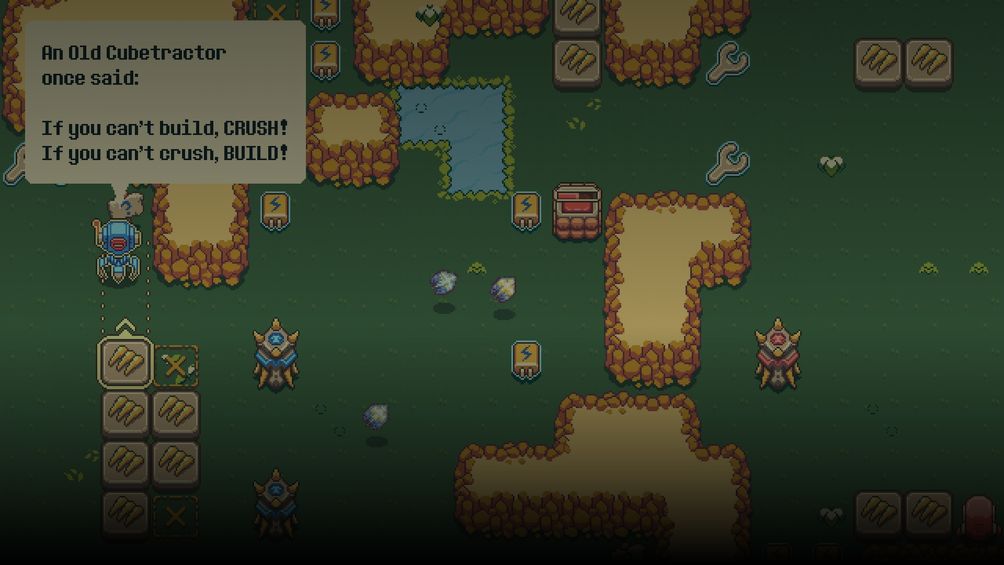 An Old Cubetractor
once said:
If you can't build, CRUSH!
If you can't crush, BUILD!